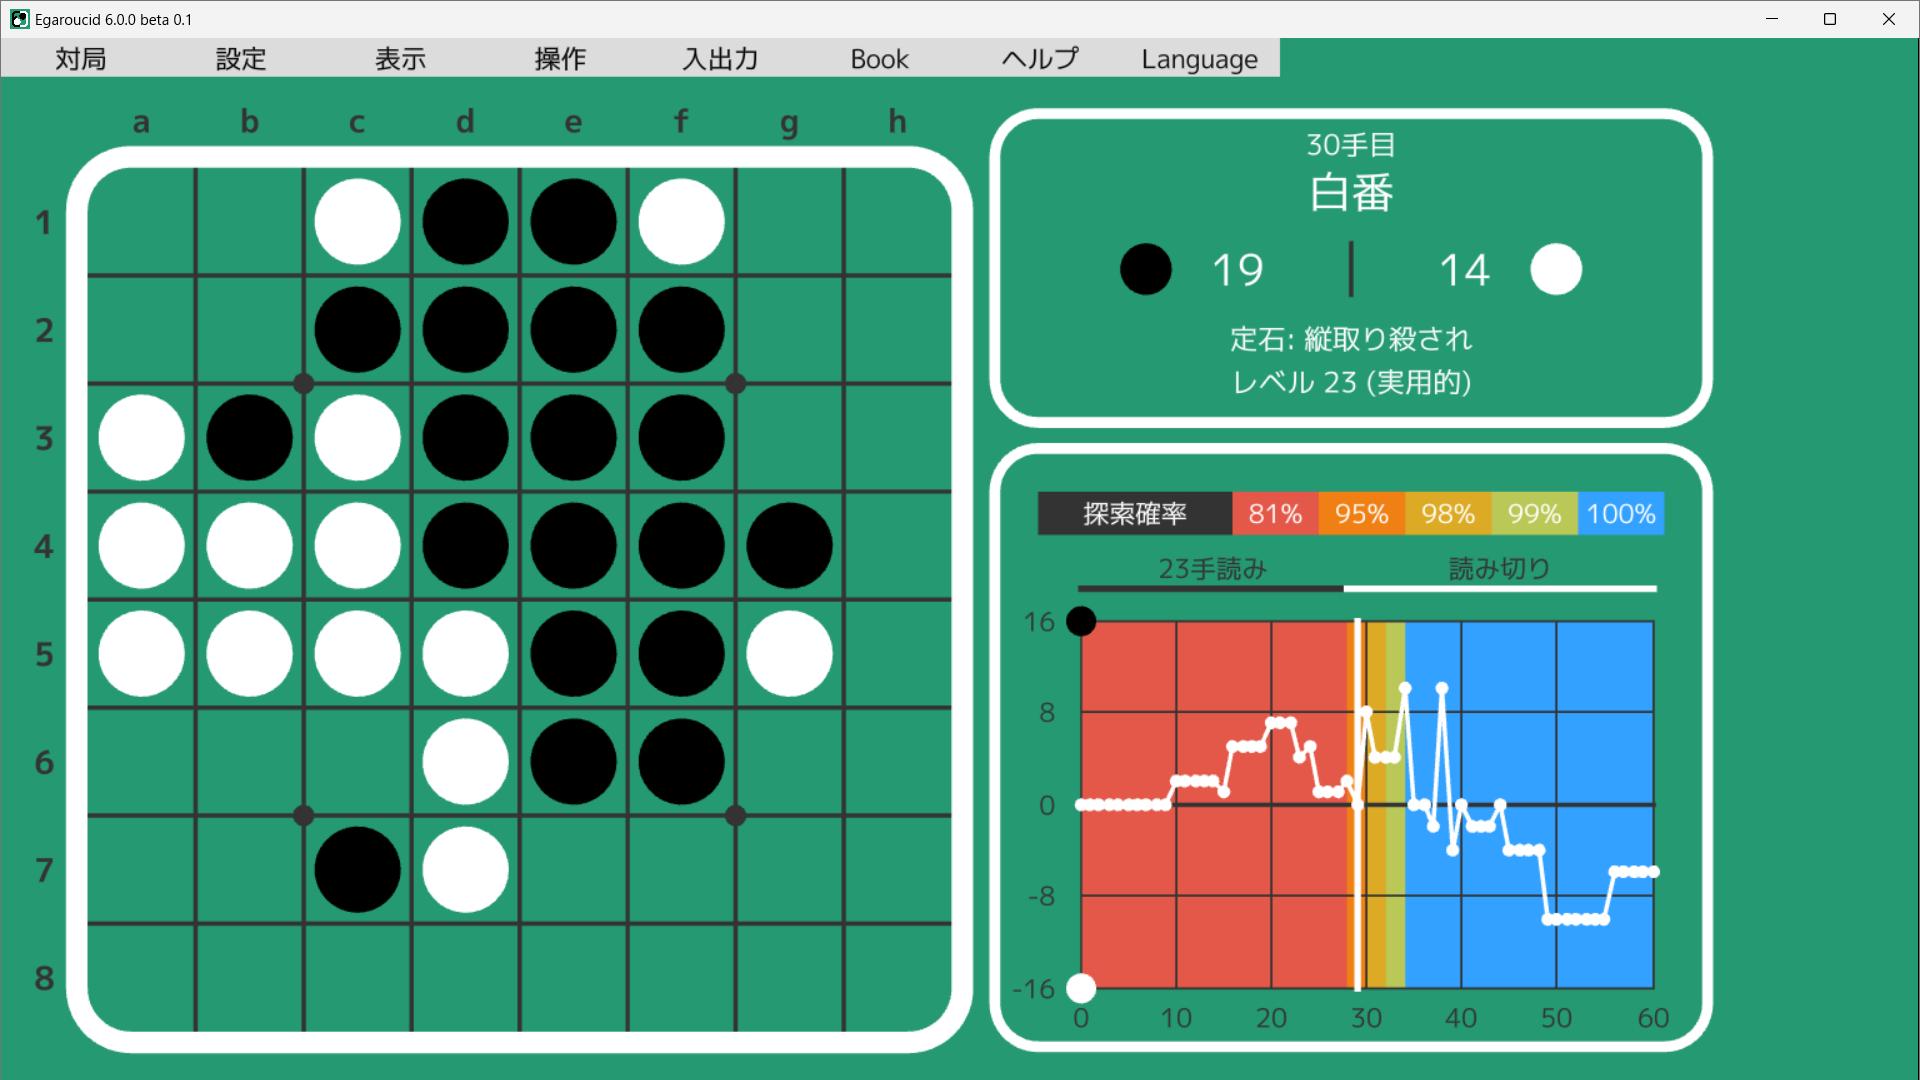 Egaroucid 6.0.0 beta 0.1
対局 設定 表示 操作 入出力 Book ヘルプ Language
a b c d e f g h
1
2
3
4
5
6
7
8
30手目
白番
19 14
定石: 縦取り殺され
レベル 23 (実用的)
探索確率 81% 95% 98% 99% 100%
23手読み 読み切り
16
8
0
-8
-16
0 10 20 30 40 50 60